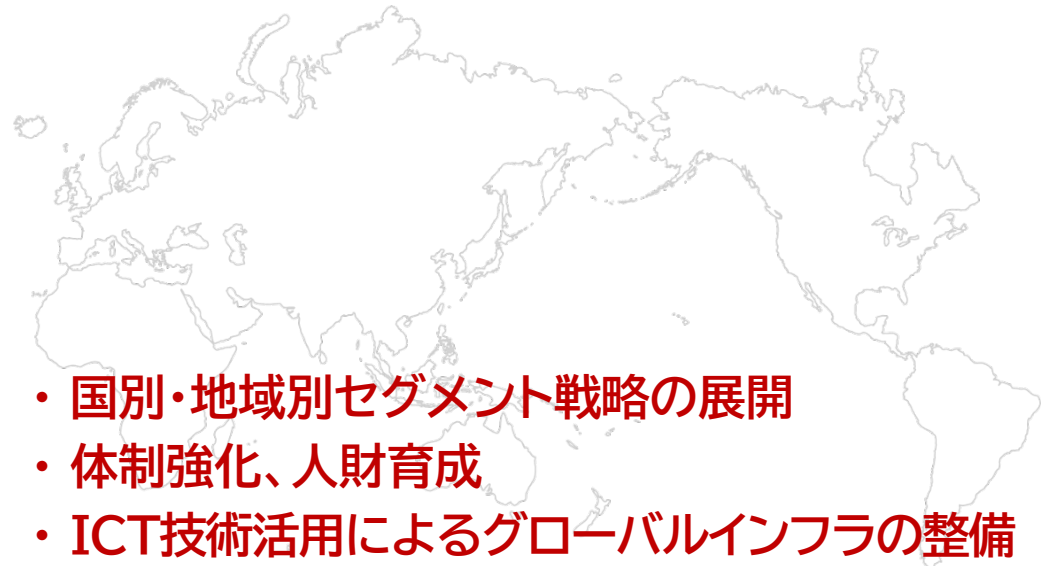 ・ 国別・地域別セグメント戦略の展開
・ 体制強化、人財育成
・ ICT技術活用によるグローバルインフラの整備